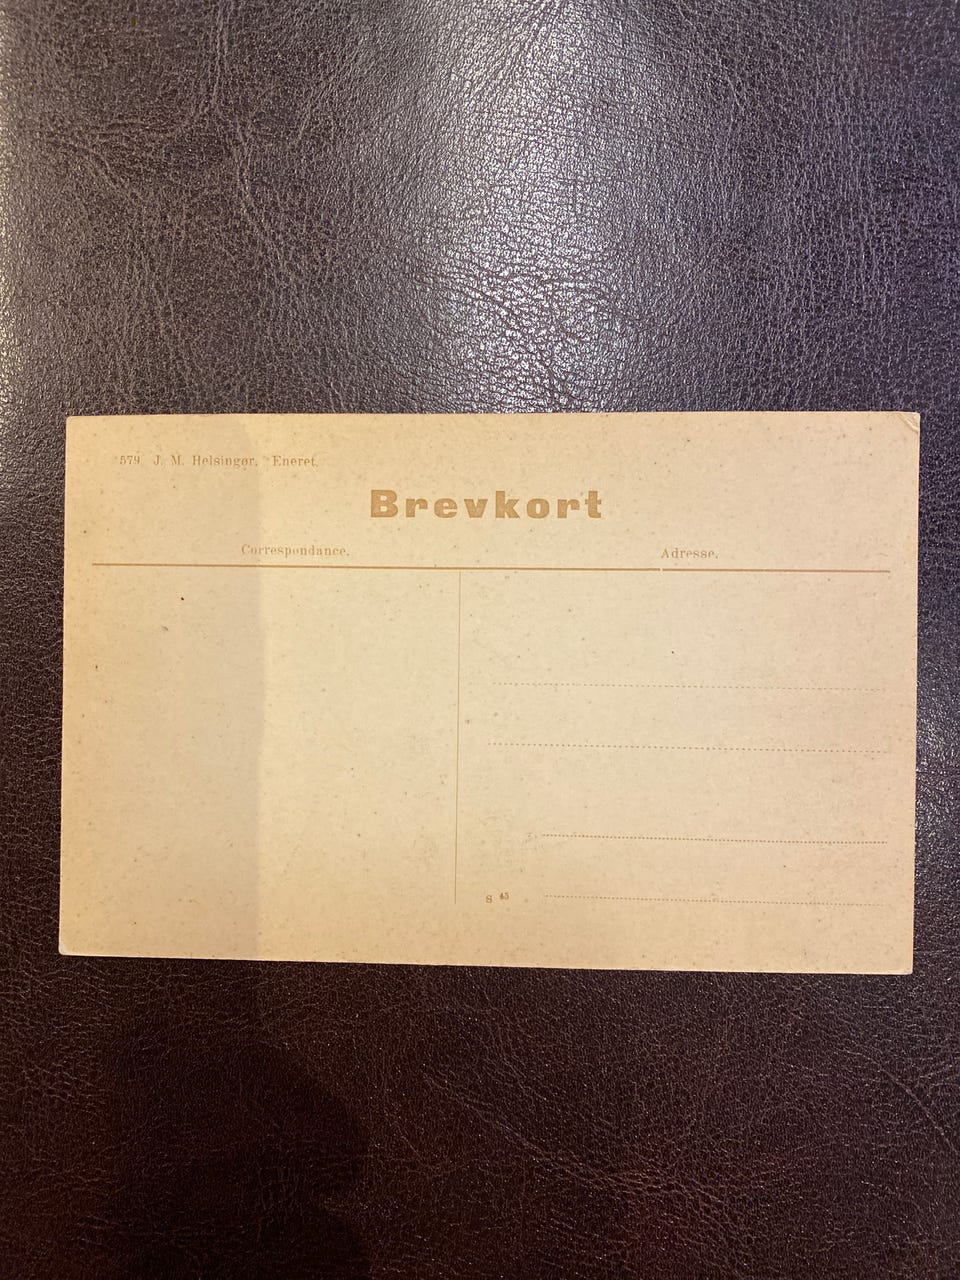 579 J. M. Helsingør. Eneret.
Brevkort
Correspondance.
Adresse.
S 45